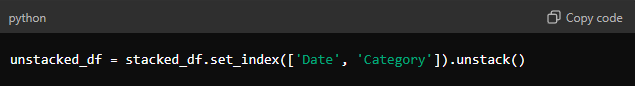 python
Copy code
unstacked_df = stacked_df.set_index(['Date', 'Category']).unstack()